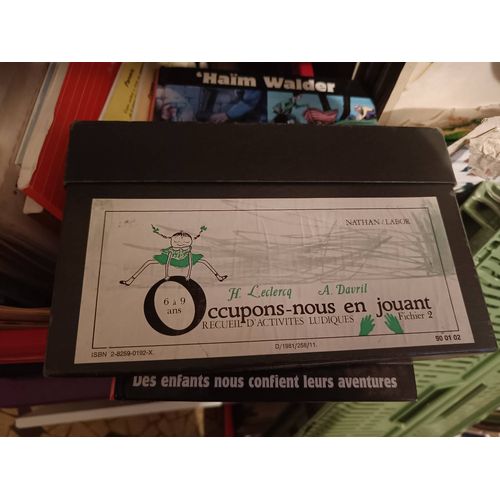 'Haïm Walder
NATHAN / LABOR
H. Leclercq A. Davril
6 à 9
ans
Occupons-nous en jouant
RECUEIL D'ACTIVITES LUDIQUES
Fichier 2
D/1981/258/11.
90 01 02
ISBN 2-8259-0192-X.
Des enfants nous confient leurs aventures